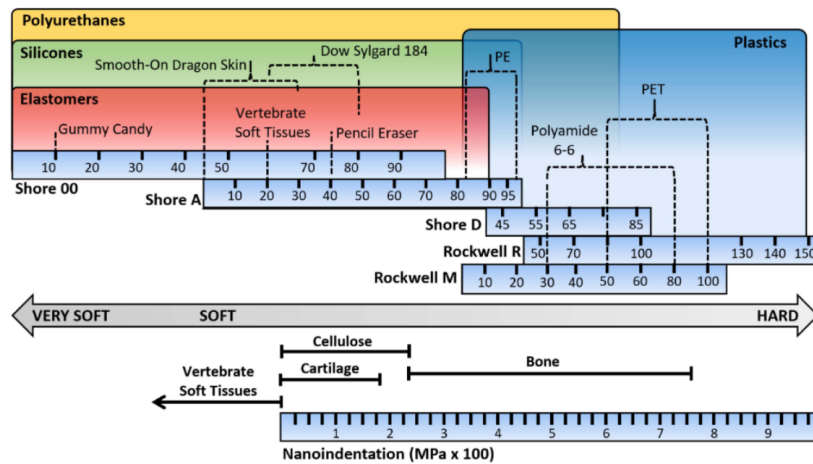 Polyurethanes
Silicones
Dow Sylgard 184
Plastics
Smooth-On Dragon Skin
PE
Elastomers
PET
Gummy Candy
Vertebrate
Soft Tissues
Pencil Eraser
Polyamide
6-6
10 20 30 40 50 70 80 90
Shore 00
10 20 30 40 50 60 70 80 90 95
Shore A
45 55 65 85
Shore D
50 70 100 130 140 150
Rockwell R
10 20 30 40 50 60 80 100
Rockwell M
VERY SOFT SOFT HARD
Cellulose
Vertebrate
Soft Tissues
Cartilage
Bone
1 2 3 4 5 6 7 8 9
Nanoindentation (MPa x 100)